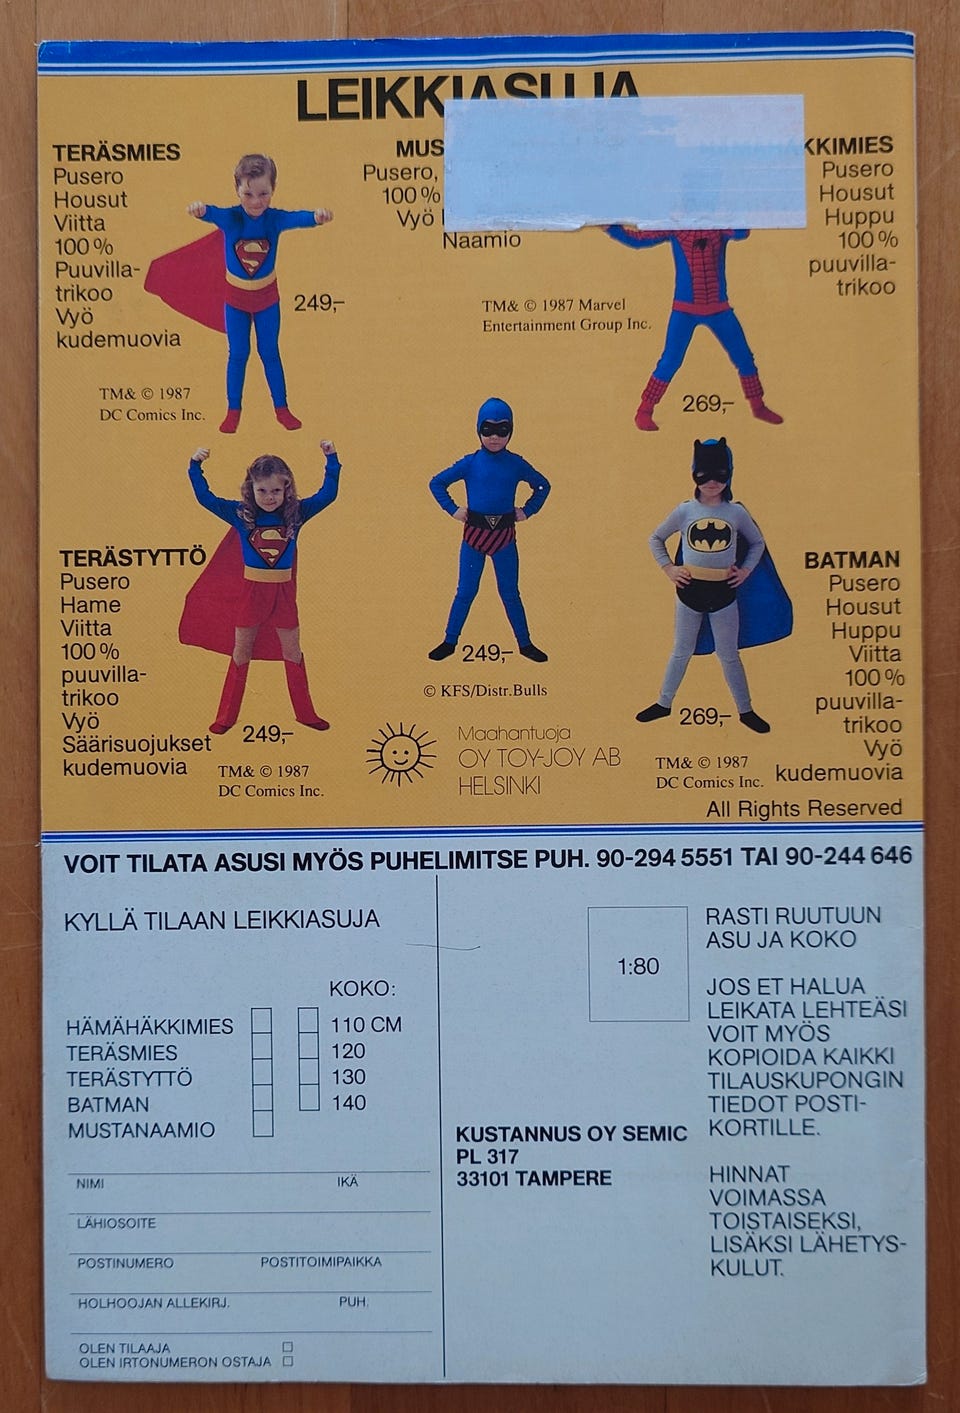 LEIKKIASUJA
TERÄSMIES
Pusero
Housut
Viitta
100 %
Puuvilla-
trikoo
Vyö
kudemuovia
249,–
TM& © 1987
DC Comics Inc.
MUS
Pusero,
100 %
Vyö
Naamio
KKIMIES
Pusero
Housut
Huppu
100 %
puuvilla-
trikoo
TM& © 1987 Marvel
Entertainment Group Inc.
269,–
TERÄSTYTTÖ
Pusero
Hame
Viitta
100 %
puuvilla-
trikoo
Vyö
Säärisuojukset
kudemuovia
249,–
TM& © 1987
DC Comics Inc.
249,–
© KFS/Distr.Bulls
Maahantuoja
OY TOY-JOY AB
HELSINKI
BATMAN
Pusero
Housut
Huppu
Viitta
100 %
puuvilla-
trikoo
Vyö
kudemuovia
269,–
TM& © 1987
DC Comics Inc.
All Rights Reserved
VOIT TILATA ASUSI MYÖS PUHELIMITSE PUH. 90-294 5551 TAI 90-244 646
KYLLÄ TILAAN LEIKKIASUJA
KOKO:
HÄMÄHÄKKIMIES
TERÄSMIES
TERÄSTYTTÖ
BATMAN
MUSTANAAMIO
110 CM
120
130
140
NIMI IKÄ
LÄHIOSOITE
POSTINUMERO POSTITOIMIPAIKKA
HOLHOOJAN ALLEKIRJ. PUH.
OLEN TILAAJA
OLEN IRTONUMERON OSTAJA
1:80
KUSTANNUS OY SEMIC
PL 317
33101 TAMPERE
RASTI RUUTUUN
ASU JA KOKO
JOS ET HALUA
LEIKATA LEHTEÄSI
VOIT MYÖS
KOPIOIDA KAIKKI
TILAUSKUPONGIN
TIEDOT POSTI-
KORTILLE.
HINNAT
VOIMASSA
TOISTAISEKSI,
LISÄKSI LÄHETYS-
KULUT.